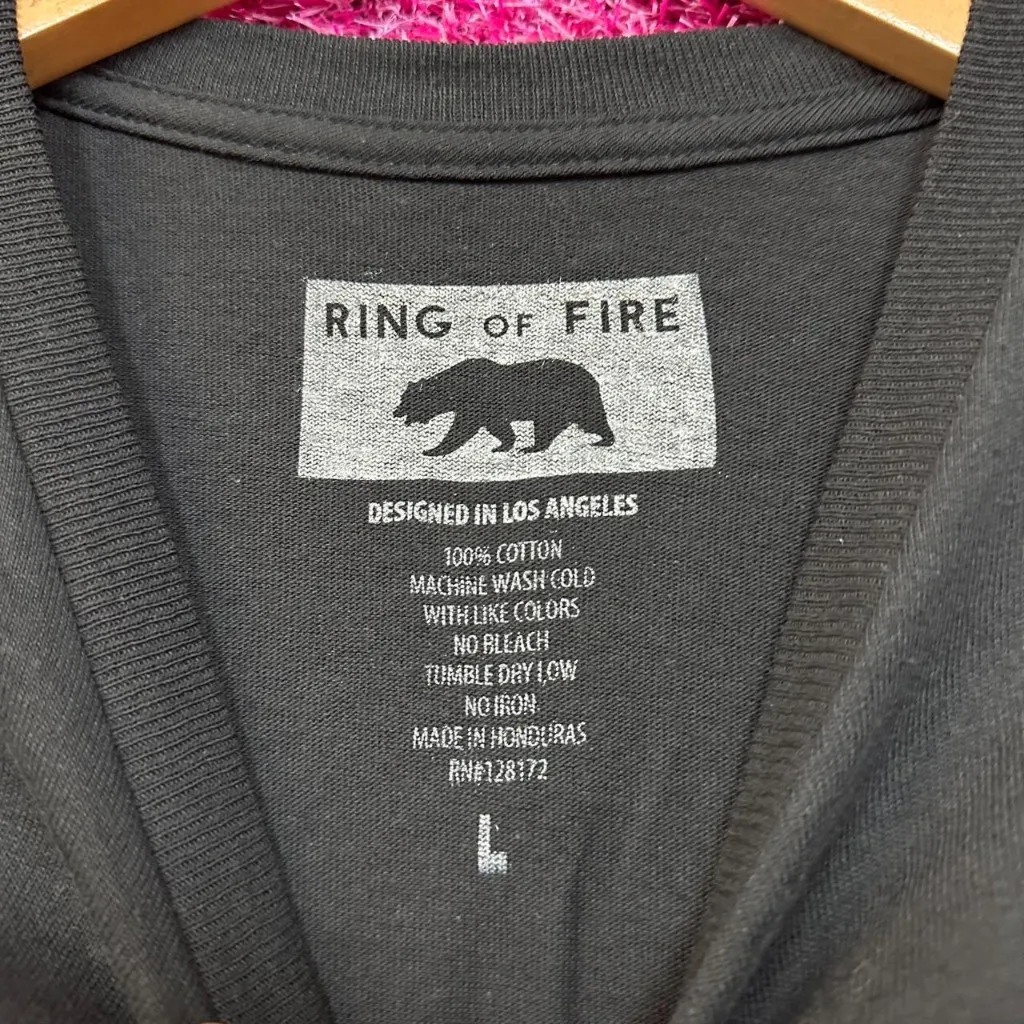 RING OF FIRE
DESIGNED IN LOS ANGELES
100% COTTON
MACHINE WASH COLD
WITH LIKE COLORS
NO BLEACH
TUMBLE DRY LOW
NO IRON
MADE IN HONDURAS
RN#128172
L